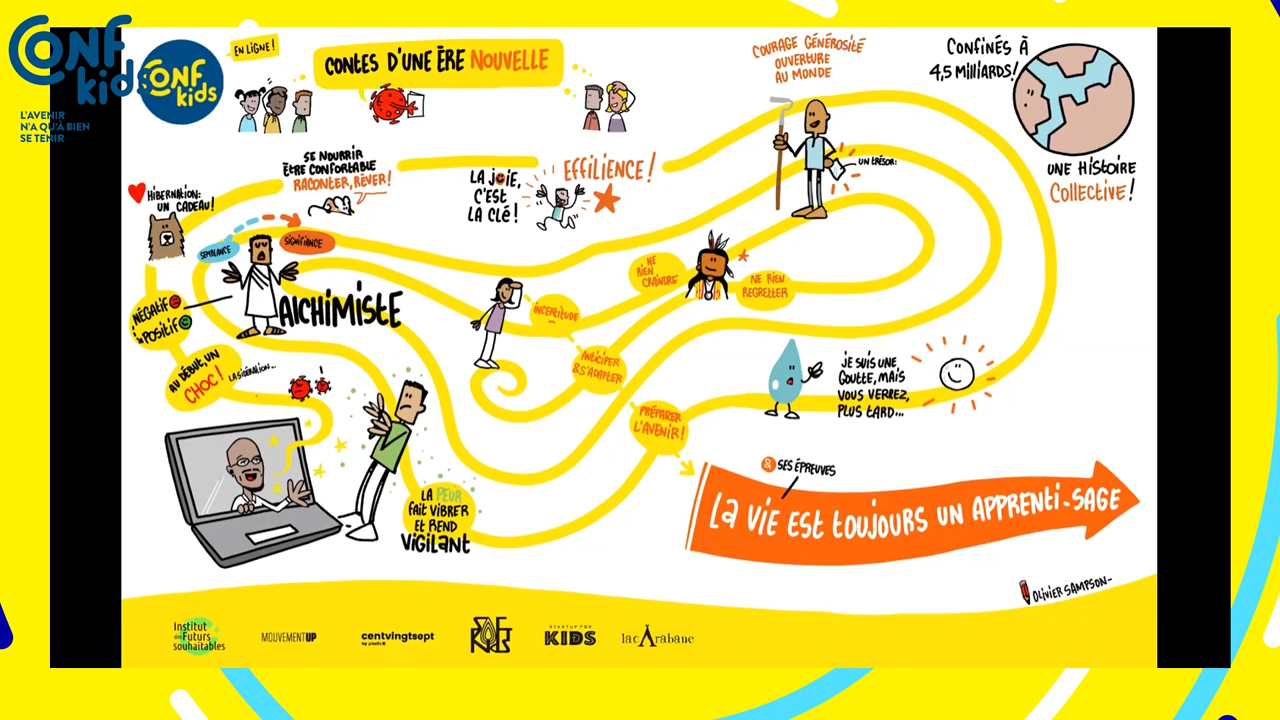 CONF
kids
L'AVENIR
N'A QU'À BIEN
SE TENIR
CONF
kids
EN LIGNE !
CONTES D'UNE ÈRE NOUVELLE
COURAGE GÉNÉROSITÉ
OUVERTURE
AU MONDE
CONFINÉS À
4,5 MILLIARDS !
UNE HISTOIRE
COLLECTIVE !
UN TRÉSOR :
SE NOURRIR
ÊTRE CONFORTABLE
RACONTER, RÊVER !
LA JOIE,
C'EST
LA CLÉ !
EFFILIENCE !
HIBERNATION :
UN CADEAU !
SEMBLANCE
SIGNIFIANCE
ALCHIMISTE
NÉGATIF
POSITIF
AU DÉBUT, UN
CHOC !
LA SIDÉRATION...
!
INCERTITUDE
...
ANTICIPER
& S'ADAPTER
PRÉPARER
L'AVENIR !
NE
RIEN
CRAINDRE
NE RIEN
REGRETTER
JE SUIS UNE
GOUTTE, MAIS
VOUS VERREZ,
PLUS TARD...
LA PEUR
FAIT VIBRER
ET REND
VIGILANT
& SES ÉPREUVES
LA VIE EST TOUJOURS UN APPRENTI-SAGE
OLIVIER SAMPSON-
Institut
des Futurs
souhaitables
MOUVEMENTUP
centvingtsept
STARTUP FOR
KIDS
lacArabane